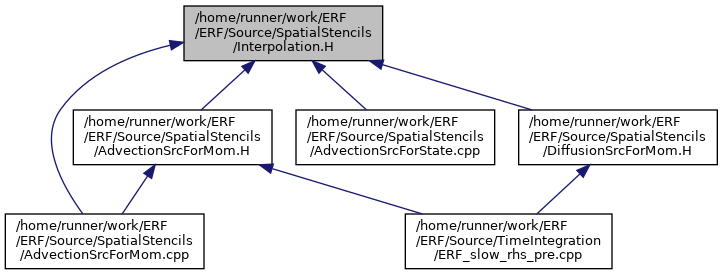 /home/runner/work/ERF
/ERF/Source/SpatialStencils
/Interpolation.H
/home/runner/work/ERF
/ERF/Source/SpatialStencils
/AdvectionSrcForMom.H
/home/runner/work/ERF
/ERF/Source/SpatialStencils
/AdvectionSrcForState.cpp
/home/runner/work/ERF
/ERF/Source/SpatialStencils
/DiffusionSrcForMom.H
/home/runner/work/ERF
/ERF/Source/SpatialStencils
/AdvectionSrcForMom.cpp
/home/runner/work/ERF
/ERF/Source/TimeIntegration
/ERF_slow_rhs_pre.cpp